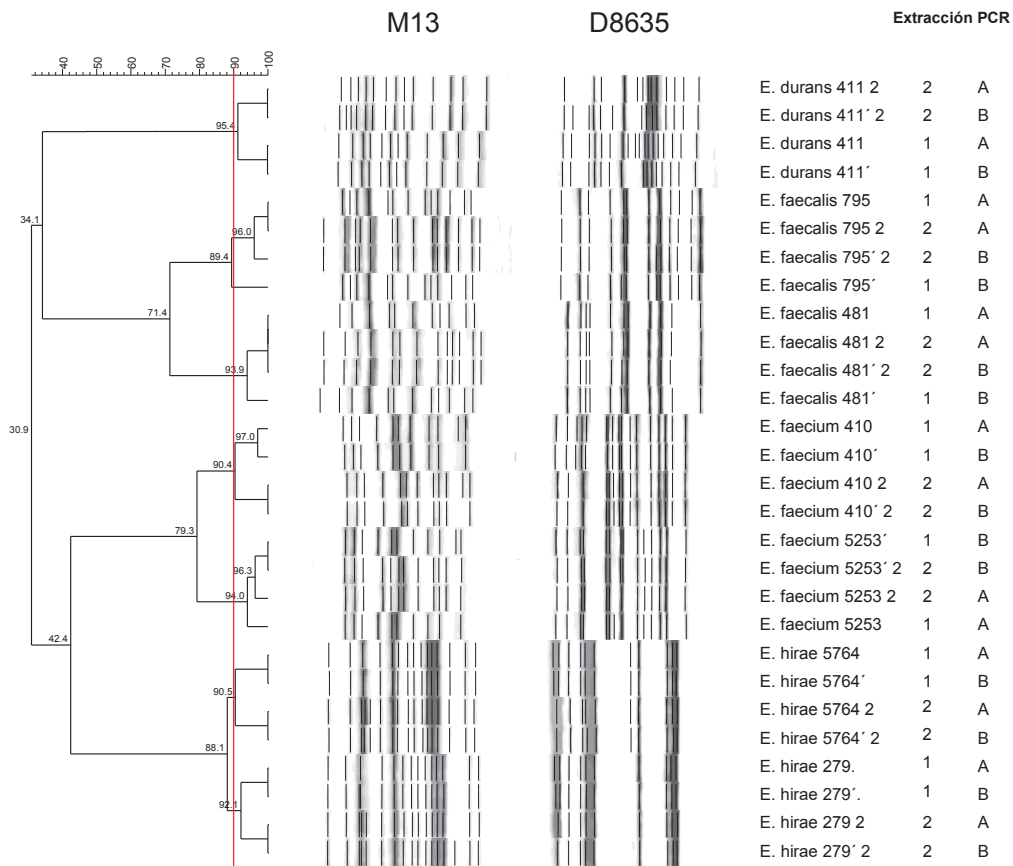 M13 D8635 Extracción PCR
40 50 60 70 80 90 100
E. durans 411 2 2 A
E. durans 411´ 2 2 B
95.4
E. durans 411 1 A
E. durans 411´ 1 B
E. faecalis 795 1 A
34.1
E. faecalis 795 2 2 A
96.0
E. faecalis 795´ 2 2 B
89.4
E. faecalis 795´ 1 B
E. faecalis 481 1 A
71.4
E. faecalis 481 2 2 A
E. faecalis 481´ 2 2 B
93.9
E. faecalis 481´ 1 B
E. faecium 410 1 A
30.9
97.0
E. faecium 410´ 1 B
90.4
E. faecium 410 2 2 A
E. faecium 410´ 2 2 B
79.3
E. faecium 5253´ 1 B
E. faecium 5253´ 2 2 B
96.3
E. faecium 5253 2 2 A
94.0
E. faecium 5253 1 A
42.4
E. hirae 5764 1 A
E. hirae 5764´ 1 B
90.5
E. hirae 5764 2 2 A
E. hirae 5764´ 2 2 B
88.1
E. hirae 279. 1 A
E. hirae 279´. 1 B
92.1
E. hirae 279 2 2 A
E. hirae 279´ 2 2 B